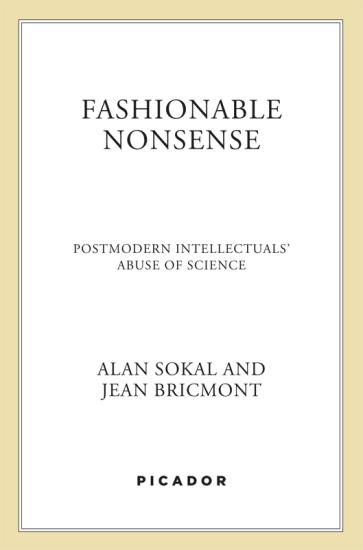 FASHIONABLE
NONSENSE
POSTMODERN INTELLECTUALS’
ABUSE OF SCIENCE
ALAN SOKAL AND
JEAN BRICMONT
PICADOR